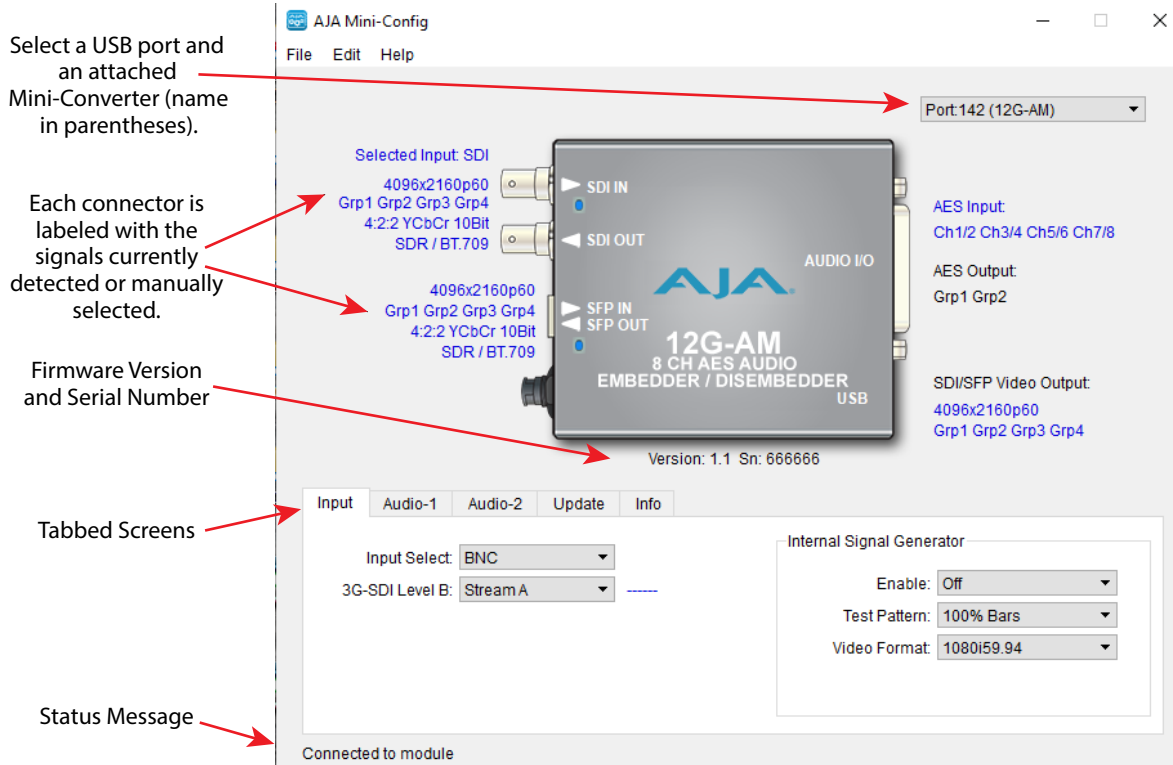 AJA Mini-Config
File Edit Help
Select a USB port and
an attached
Mini-Converter (name
in parentheses).
Port:142 (12G-AM)
Selected Input: SDI
4096x2160p60
Grp1 Grp2 Grp3 Grp4
4:2:2 YCbCr 10Bit
SDR / BT.709
Each connector is
labeled with the
signals currently
detected or manually
selected.
4096x2160p60
Grp1 Grp2 Grp3 Grp4
4:2:2 YCbCr 10Bit
SDR / BT.709
SDI IN
SDI OUT
AUDIO I/O
AJA
SFP IN
SFP OUT
12G-AM
8 CH AES AUDIO
EMBEDDER / DISEMBEDDER
USB
AES Input:
Ch1/2 Ch3/4 Ch5/6 Ch7/8
AES Output:
Grp1 Grp2
SDI/SFP Video Output:
4096x2160p60
Grp1 Grp2 Grp3 Grp4
Firmware Version
and Serial Number
Version: 1.1 Sn: 666666
Tabbed Screens
Input Audio-1 Audio-2 Update Info
Input Select: BNC
3G-SDI Level B: Stream A ------
Internal Signal Generator
Enable: Off
Test Pattern: 100% Bars
Video Format: 1080i59.94
Status Message
Connected to module